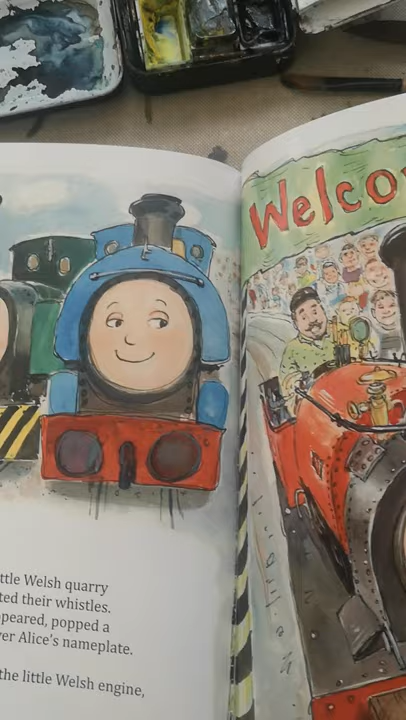 ttle Welsh quarry
ted their whistles.
peared, popped a
ver Alice's nameplate.
the little Welsh engine,
Welco